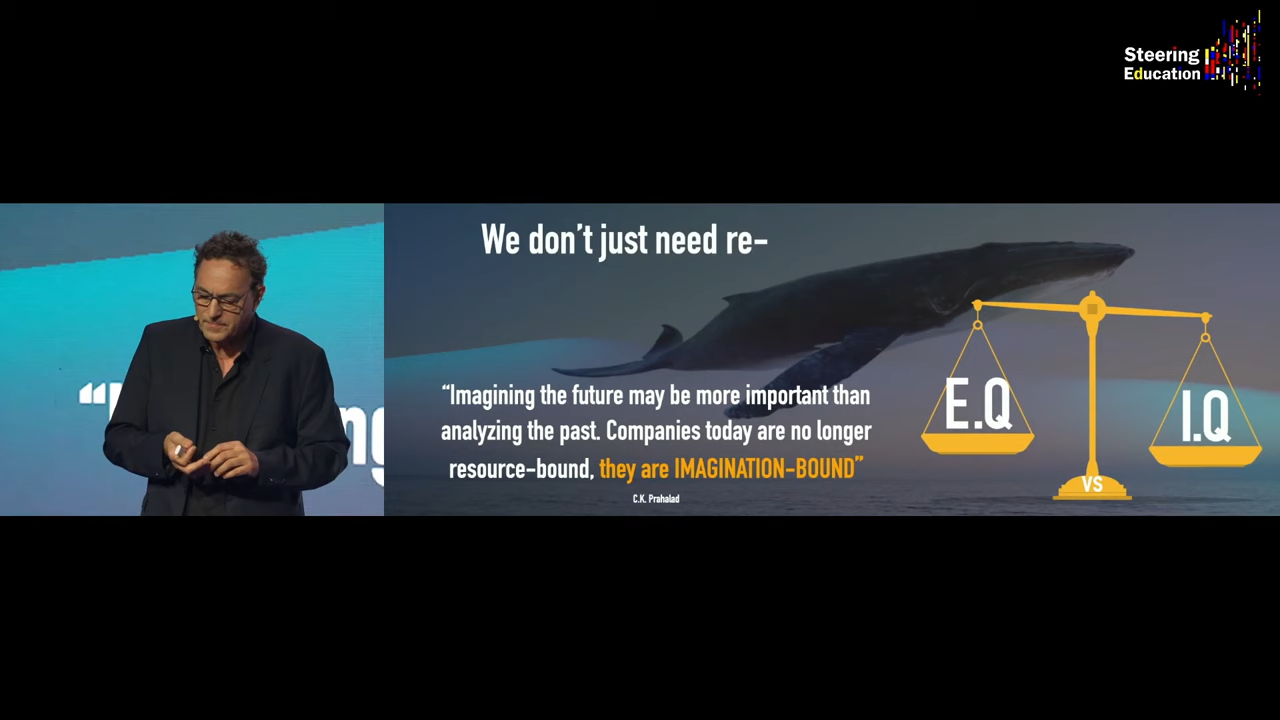 Steering
Education
We don't just need re-
“Imagining the future may be more important than
analyzing the past. Companies today are no longer
resource-bound, they are IMAGINATION-BOUND”
C.K. Prahalad
E.Q
I.Q
VS